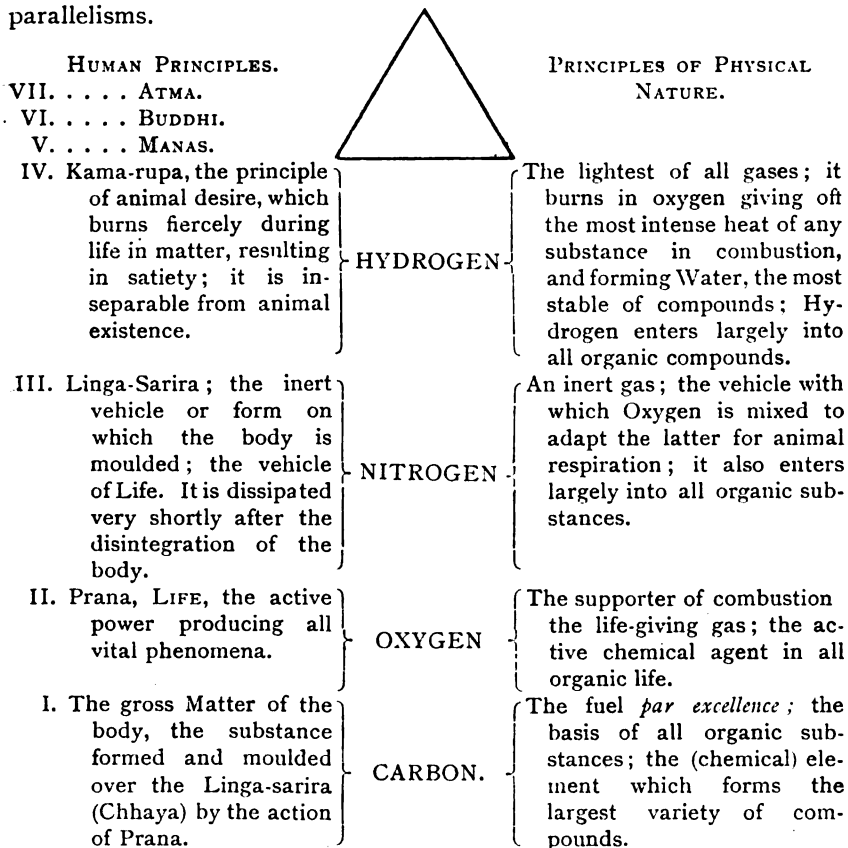 parallelisms.
HUMAN PRINCIPLES.
VII. . . . . ATMA.
VI. . . . . BUDDHI.
V. . . . . MANAS.
PRINCIPLES OF PHYSICAL
NATURE.
IV. Kama-rupa, the principle
of animal desire, which
burns fiercely during
life in matter, resulting
in satiety; it is in-
separable from animal
existence.
HYDROGEN
The lightest of all gases; it
burns in oxygen giving off
the most intense heat of any
substance in combustion,
and forming Water, the most
stable of compounds; Hy-
drogen enters largely into
all organic compounds.
III. Linga-Sarira; the inert
vehicle or form on
which the body is
moulded; the vehicle
of Life. It is dissipated
very shortly after the
disintegration of the
body.
NITROGEN
An inert gas; the vehicle with
which Oxygen is mixed to
adapt the latter for animal
respiration; it also enters
largely into all organic sub-
stances.
II. Prana, LIFE, the active
power producing all
vital phenomena.
OXYGEN
The supporter of combustion
the life-giving gas; the ac-
tive chemical agent in all
organic life.
I. The gross Matter of the
body, the substance
formed and moulded
over the Linga-sarira
(Chhaya) by the action
of Prana.
CARBON.
The fuel par excellence; the
basis of all organic sub-
stances; the (chemical) ele-
ment which forms the
largest variety of com-
pounds.